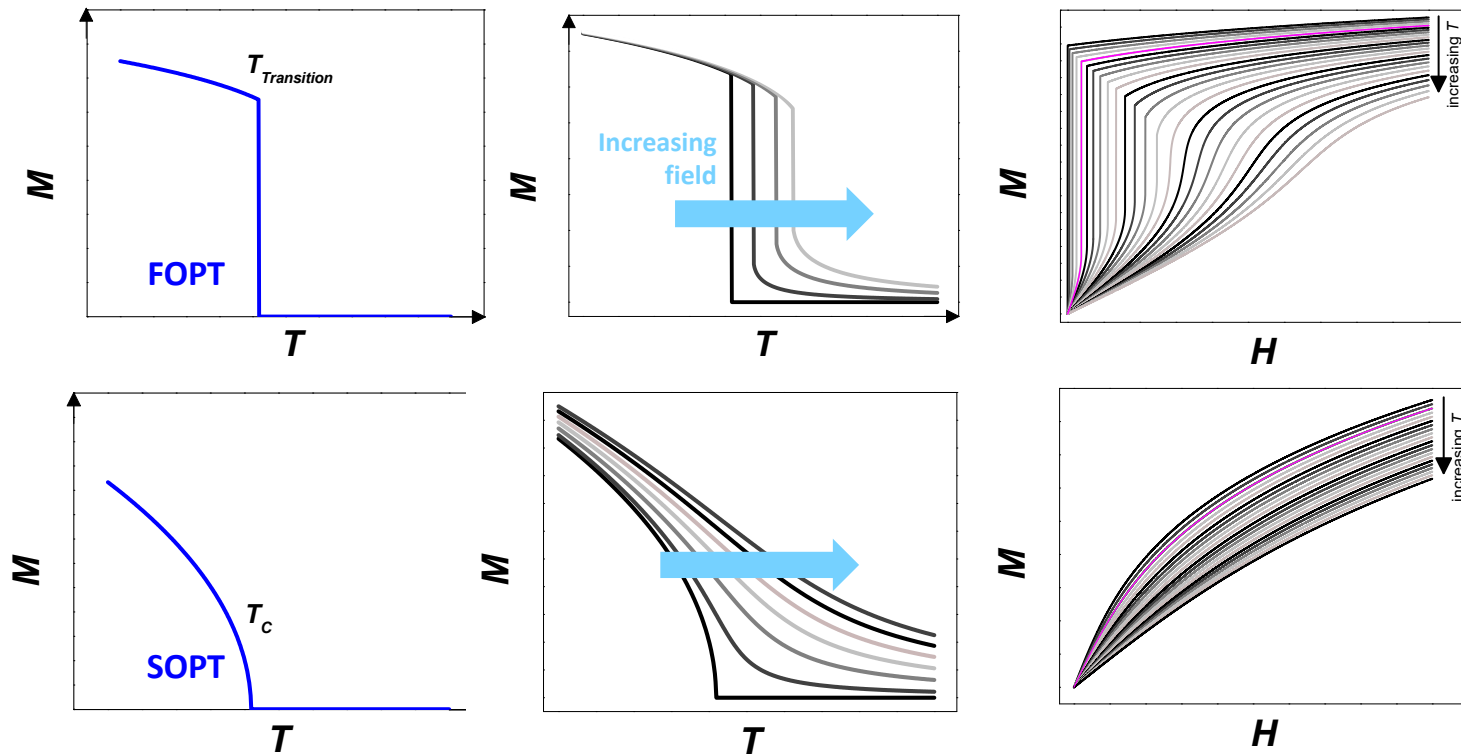 M
T_Transition
FOPT
T
M
Increasing
field
T
M
increasing T
H
M
T_C
SOPT
T
M
T
M
increasing T
H